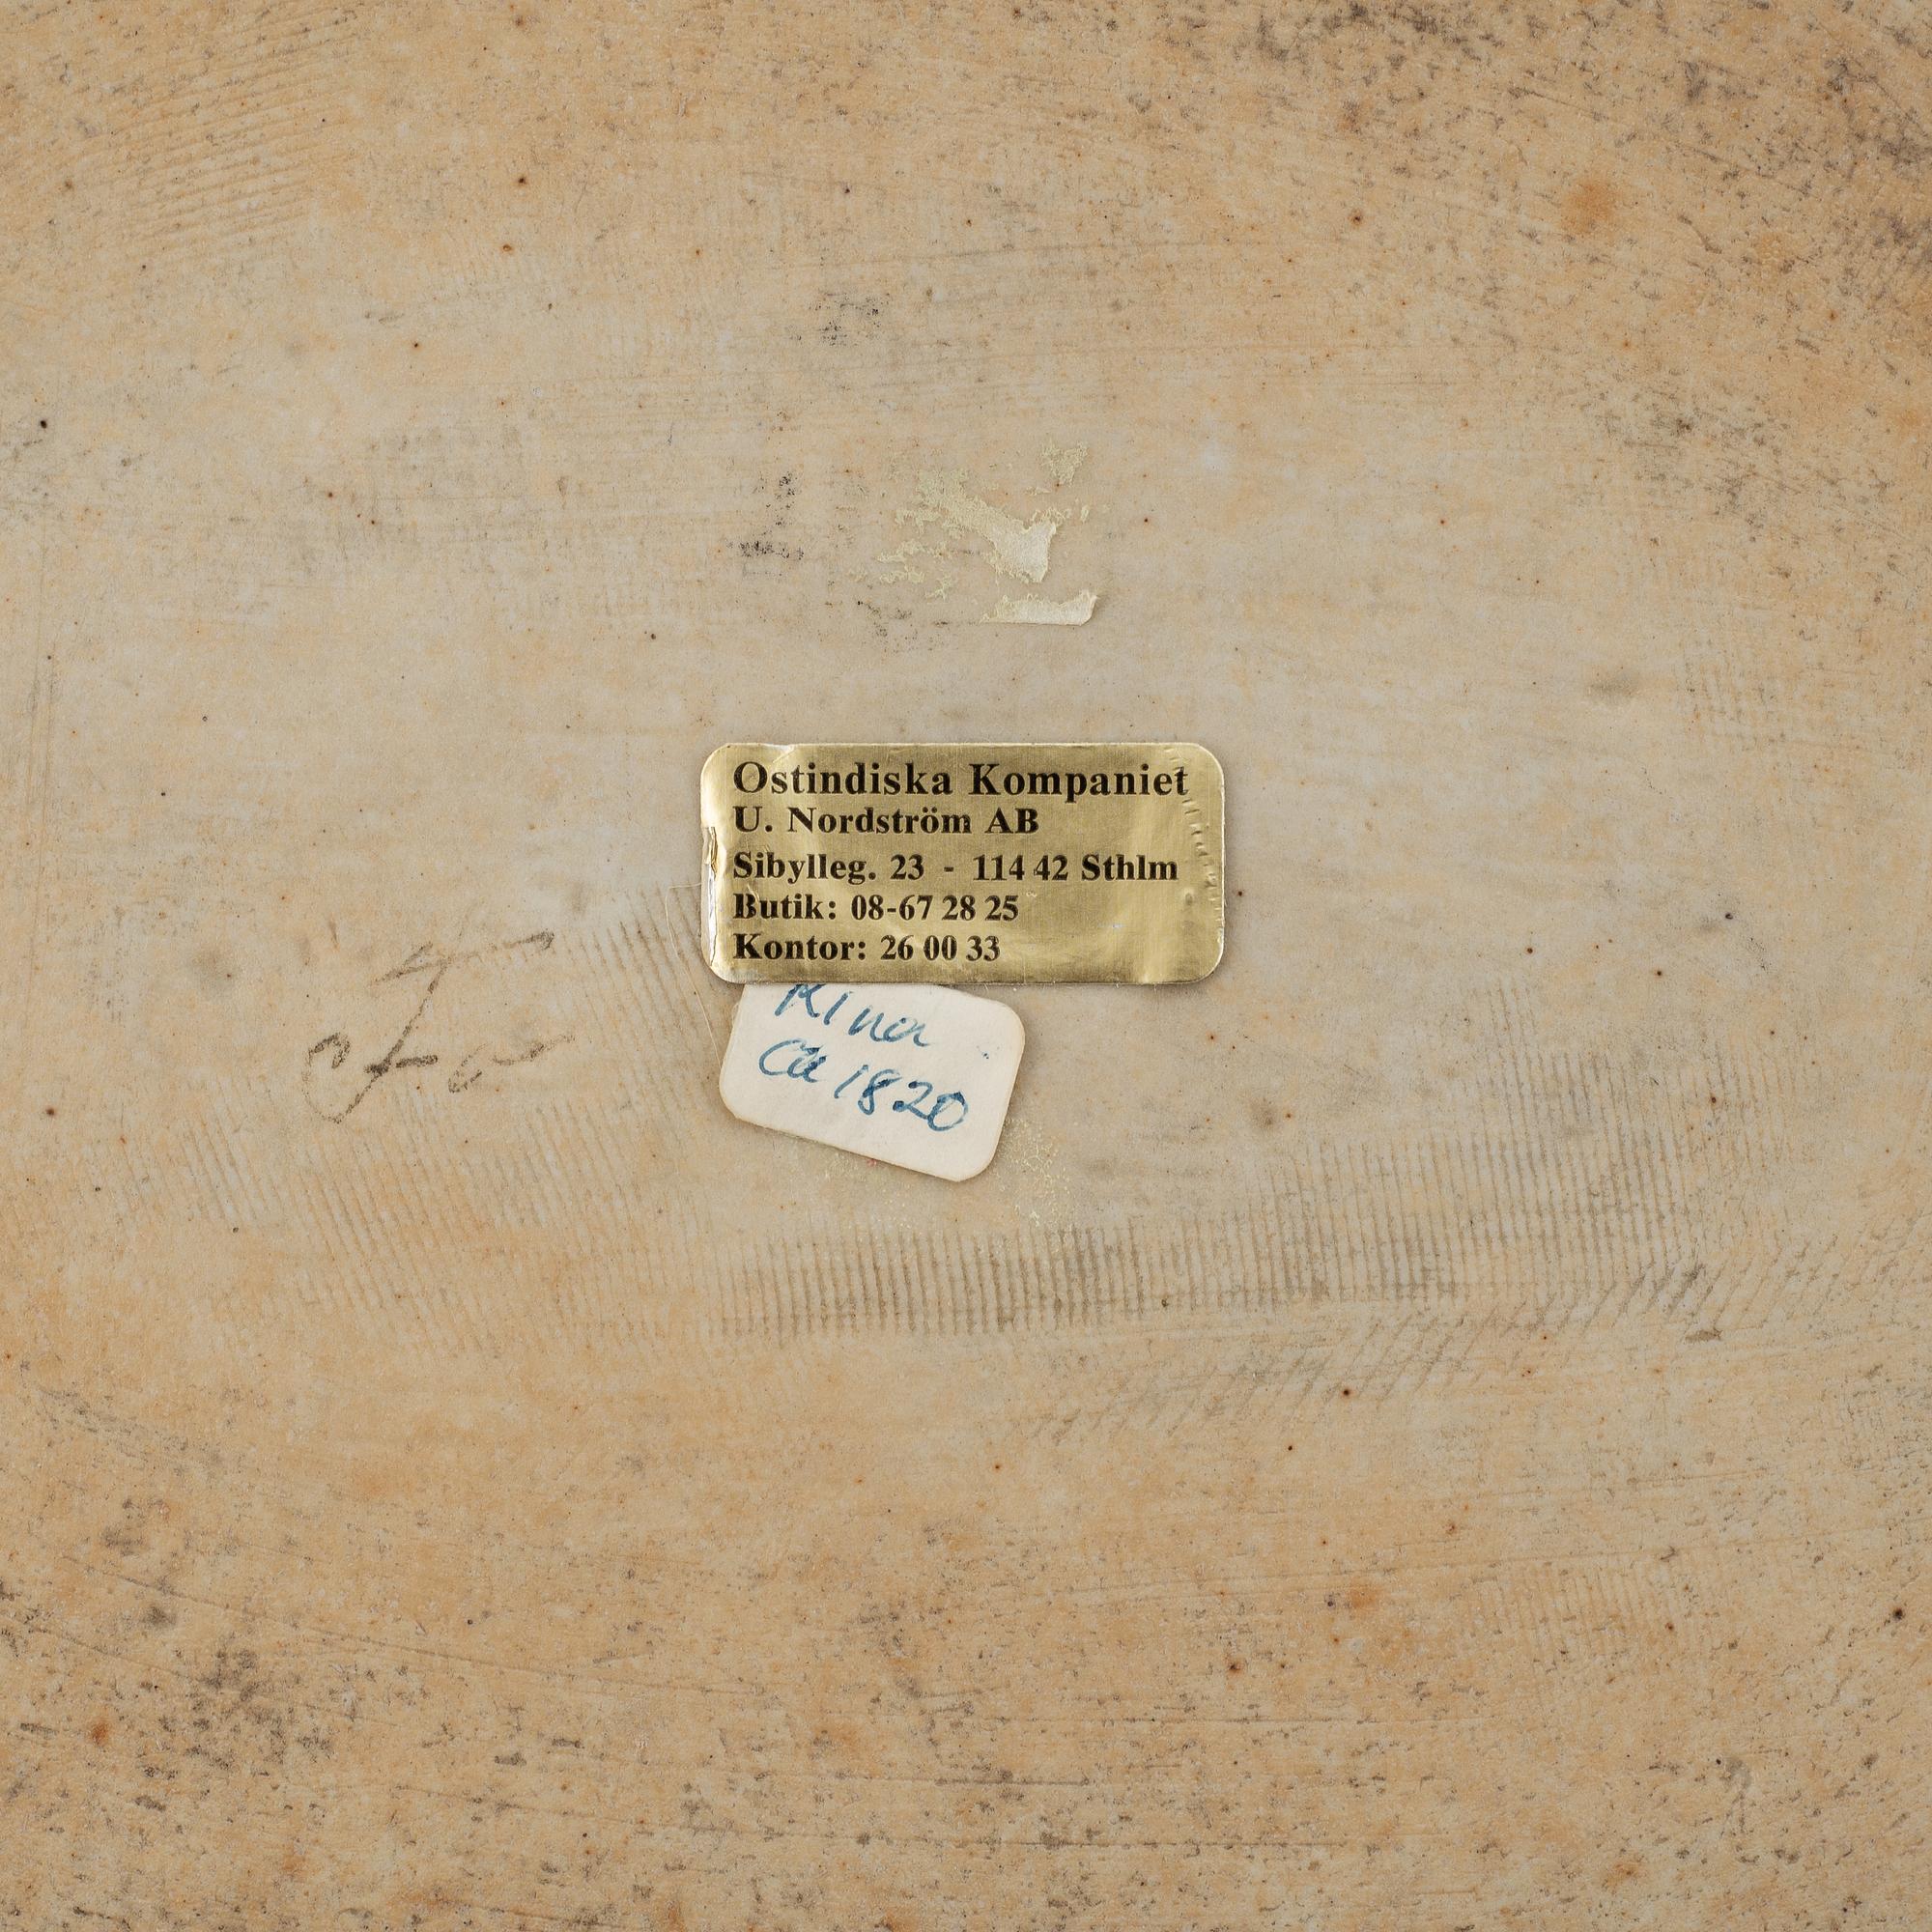 Ostindiska Kompaniet
U. Nordström AB
Sibylleg. 23 - 114 42 Sthlm
Butik: 08-67 28 25
Kontor: 26 00 33
Kina
Ca 1820